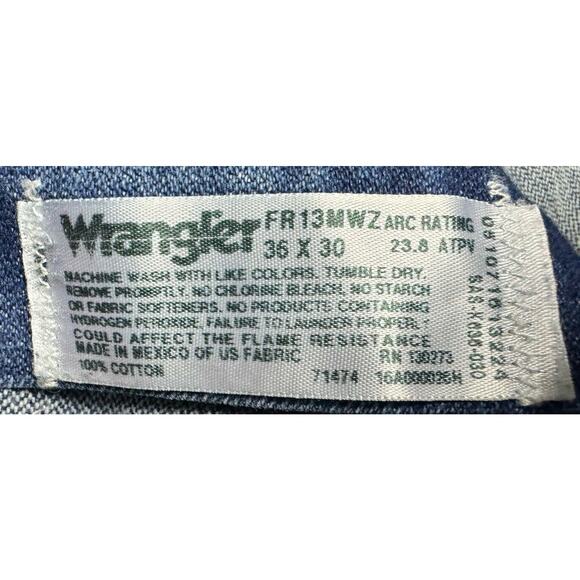 Wrangler FR13MWZ ARC RATING
36 X 30 23.8 ATPV
MACHINE WASH WITH LIKE COLORS. TUMBLE DRY.
REMOVE PROMPTLY. NO CHLORINE BLEACH. NO STARCH
OR FABRIC SOFTENERS. NO PRODUCTS CONTAINING
HYDROGEN PEROXIDE. FAILURE TO LAUNDER PROPERLY
COULD AFFECT THE FLAME RESISTANCE
MADE IN MEXICO OF US FABRIC RN 130273
100% COTTON 71474